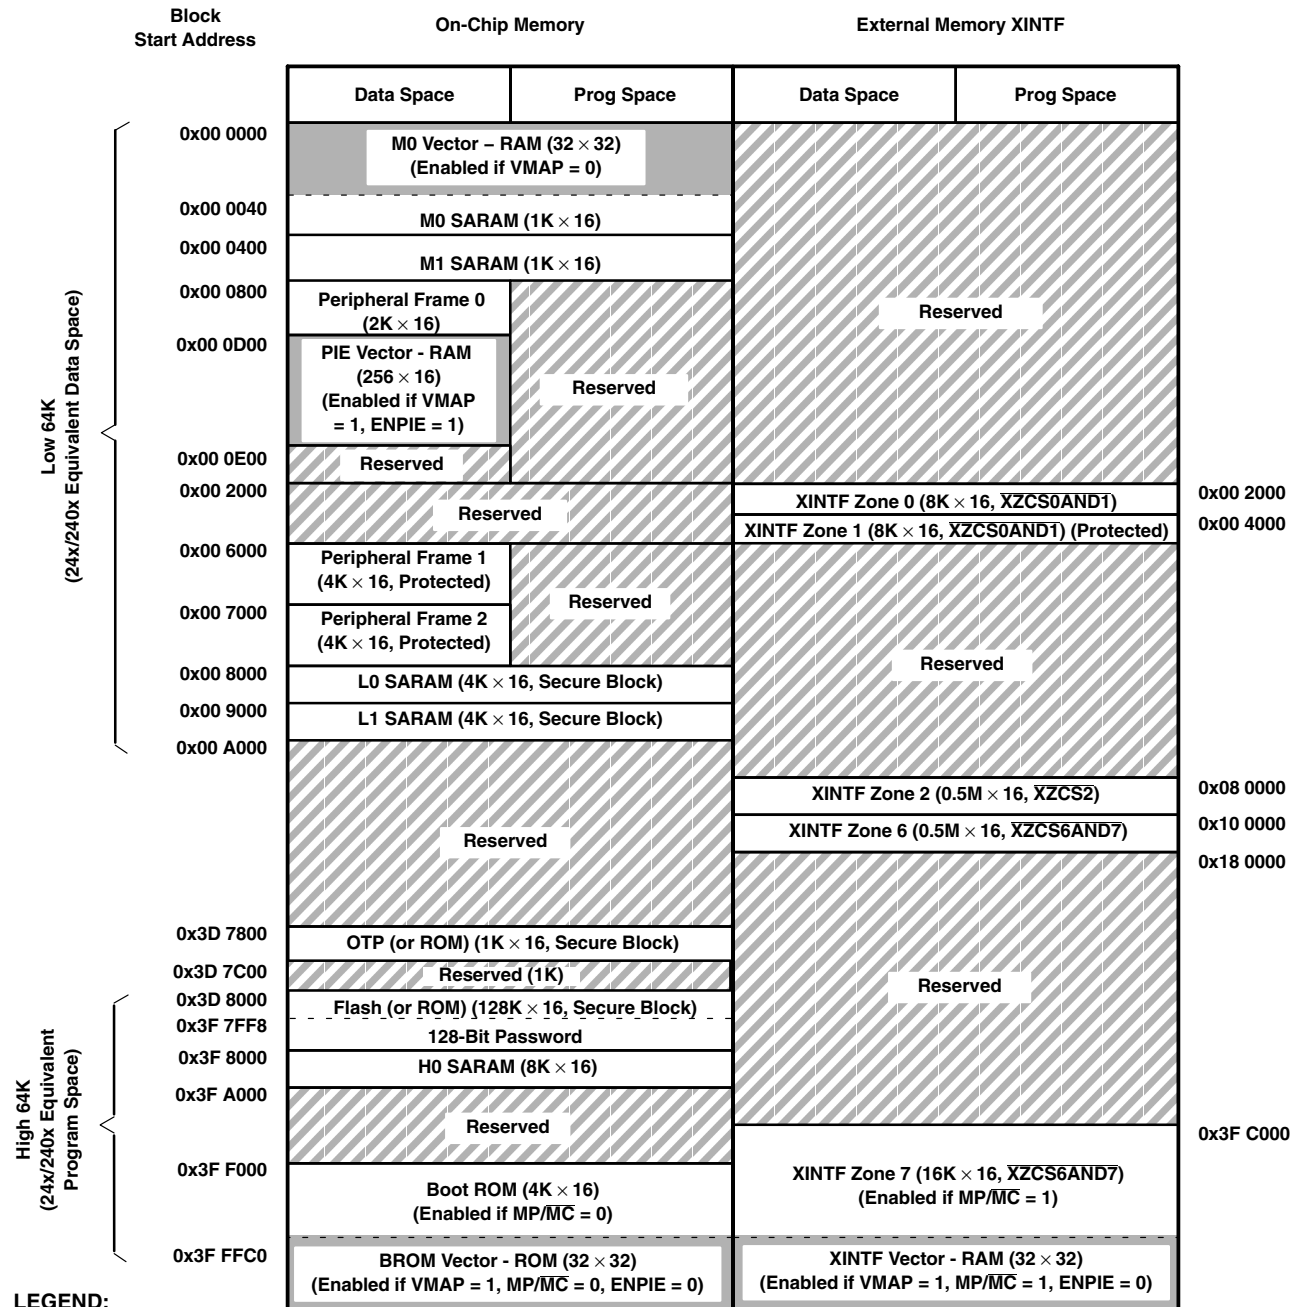 Block
Start Address
On-Chip Memory
External Memory XINTF
Data Space
Prog Space
Data Space
Prog Space
Low 64K
(24x/240x Equivalent Data Space)
0x00 0000
M0 Vector – RAM (32 × 32)
(Enabled if VMAP = 0)
0x00 0040
M0 SARAM (1K × 16)
0x00 0400
M1 SARAM (1K × 16)
0x00 0800
Peripheral Frame 0
(2K × 16)
0x00 0D00
PIE Vector - RAM
(256 × 16)
(Enabled if VMAP
= 1, ENPIE = 1)
Reserved
Reserved
0x00 0E00
Reserved
0x00 2000
Reserved
XINTF Zone 0 (8K × 16, XZCS0AND1)
0x00 2000
XINTF Zone 1 (8K × 16, XZCS0AND1) (Protected)
0x00 4000
0x00 6000
Peripheral Frame 1
(4K × 16, Protected)
Reserved
0x00 7000
Peripheral Frame 2
(4K × 16, Protected)
Reserved
0x00 8000
L0 SARAM (4K × 16, Secure Block)
0x00 9000
L1 SARAM (4K × 16, Secure Block)
0x00 A000
Reserved
XINTF Zone 2 (0.5M × 16, XZCS2)
0x08 0000
XINTF Zone 6 (0.5M × 16, XZCS6AND7)
0x10 0000
0x18 0000
0x3D 7800
OTP (or ROM) (1K × 16, Secure Block)
0x3D 7C00
Reserved (1K)
Reserved
High 64K
(24x/240x Equivalent
Program Space)
0x3D 8000
Flash (or ROM) (128K × 16, Secure Block)
0x3F 7FF8
128-Bit Password
0x3F 8000
H0 SARAM (8K × 16)
0x3F A000
Reserved
0x3F C000
0x3F F000
Boot ROM (4K × 16)
(Enabled if MP/MC = 0)
XINTF Zone 7 (16K × 16, XZCS6AND7)
(Enabled if MP/MC = 1)
0x3F FFC0
BROM Vector - ROM (32 × 32)
(Enabled if VMAP = 1, MP/MC = 0, ENPIE = 0)
XINTF Vector - RAM (32 × 32)
(Enabled if VMAP = 1, MP/MC = 1, ENPIE = 0)
LEGEND: